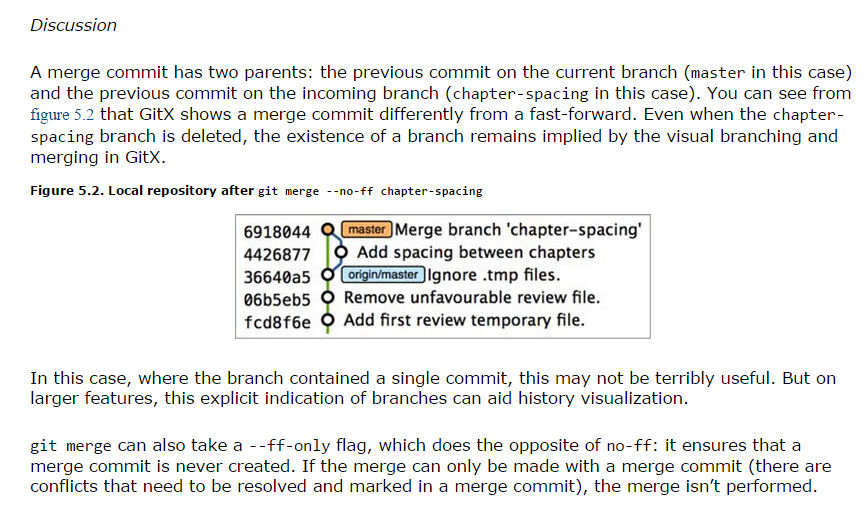 Discussion
A merge commit has two parents: the previous commit on the current branch (master in this case)
and the previous commit on the incoming branch (chapter-spacing in this case). You can see from
figure 5.2 that GitX shows a merge commit differently from a fast-forward. Even when the chapter-
spacing branch is deleted, the existence of a branch remains implied by the visual branching and
merging in GitX.
Figure 5.2. Local repository after git merge --no-ff chapter-spacing
6918044 master Merge branch 'chapter-spacing'
4426877 Add spacing between chapters
36640a5 origin/master Ignore .tmp files.
06b5eb5 Remove unfavourable review file.
fcd8f6e Add first review temporary file.
In this case, where the branch contained a single commit, this may not be terribly useful. But on
larger features, this explicit indication of branches can aid history visualization.
git merge can also take a --ff-only flag, which does the opposite of no-ff: it ensures that a
merge commit is never created. If the merge can only be made with a merge commit (there are
conflicts that need to be resolved and marked in a merge commit), the merge isn’t performed.